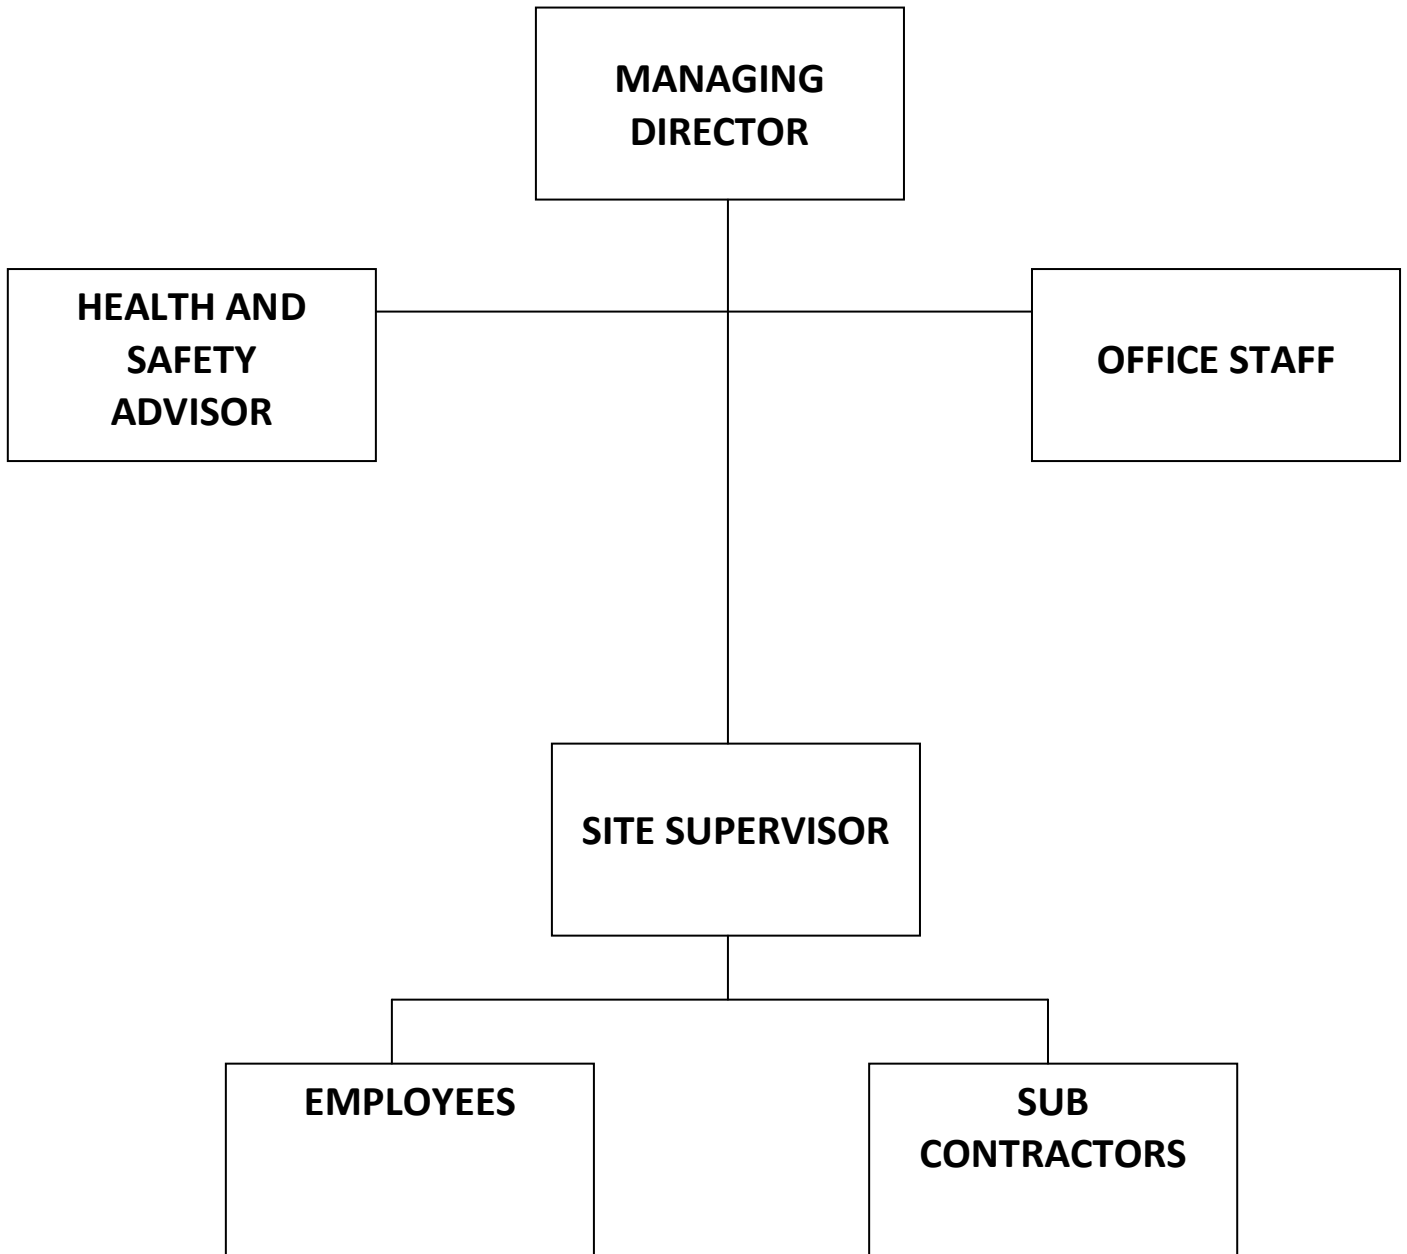 MANAGING
DIRECTOR
HEALTH AND
SAFETY
ADVISOR
OFFICE STAFF
SITE SUPERVISOR
EMPLOYEES
SUB
CONTRACTORS